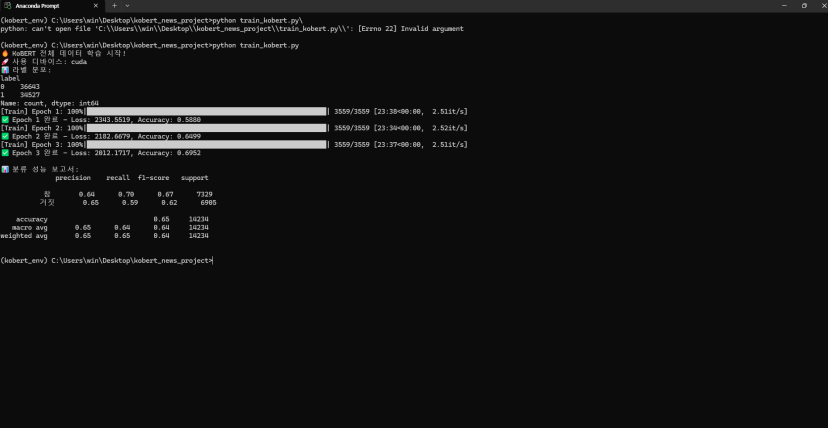 Anaconda Prompt
(kobert_env) C:\Users\win\Desktop\kobert_news_project>python train_kobert.py\
python: can't open file 'C:\\Users\\win\\Desktop\\kobert_news_project\\train_kobert.py\\': [Errno 22] Invalid argument
(kobert_env) C:\Users\win\Desktop\kobert_news_project>python train_kobert.py
🔥 KoBERT 전체 데이터 학습 시작!
🚀 사용 디바이스: cuda
📊 라벨 분포:
label
0 36643
1 34527
Name: count, dtype: int64
[Train] Epoch 1: 100%| | 3559/3559 [23:38<00:00, 2.51it/s]
✅ Epoch 1 완료 - Loss: 2343.5519, Accuracy: 0.5880
[Train] Epoch 2: 100%| | 3559/3559 [23:34<00:00, 2.52it/s]
✅ Epoch 2 완료 - Loss: 2182.6679, Accuracy: 0.6499
[Train] Epoch 3: 100%| | 3559/3559 [23:37<00:00, 2.51it/s]
✅ Epoch 3 완료 - Loss: 2012.1717, Accuracy: 0.6952
📊 분류 성능 보고서:
precision recall f1-score support
참 0.64 0.70 0.67 7329
거짓 0.65 0.59 0.62 6905
accuracy 0.65 14234
macro avg 0.65 0.64 0.64 14234
weighted avg 0.65 0.65 0.64 14234
(kobert_env) C:\Users\win\Desktop\kobert_news_project>